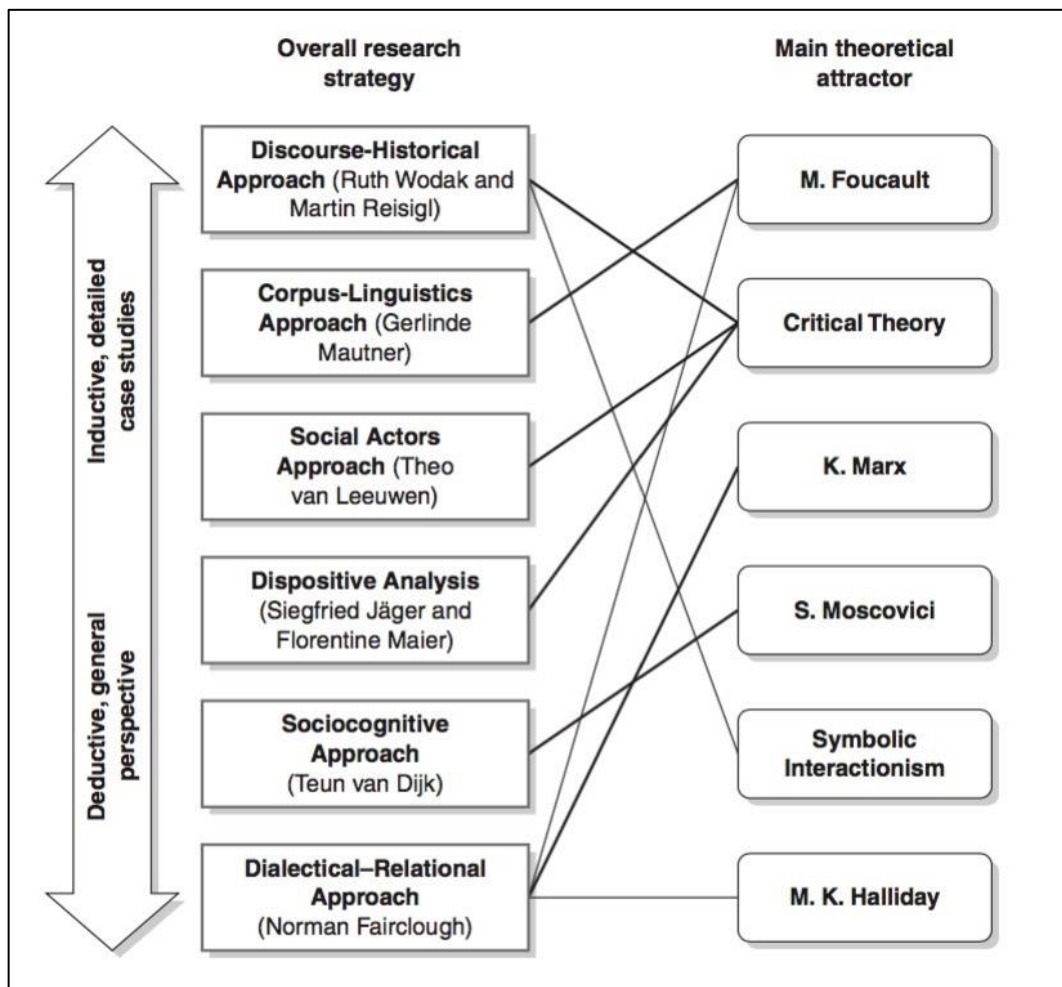 Overall research
strategy
Main theoretical
attractor
Inductive, detailed
case studies
Deductive, general
perspective
Discourse-Historical
Approach (Ruth Wodak and
Martin Reisigl)
Corpus-Linguistics
Approach (Gerlinde
Mautner)
Social Actors
Approach (Theo
van Leeuwen)
Dispositive Analysis
(Siegfried Jäger and
Florentine Maier)
Sociocognitive
Approach
(Teun van Dijk)
Dialectical–Relational
Approach
(Norman Fairclough)
M. Foucault
Critical Theory
K. Marx
S. Moscovici
Symbolic
Interactionism
M. K. Halliday